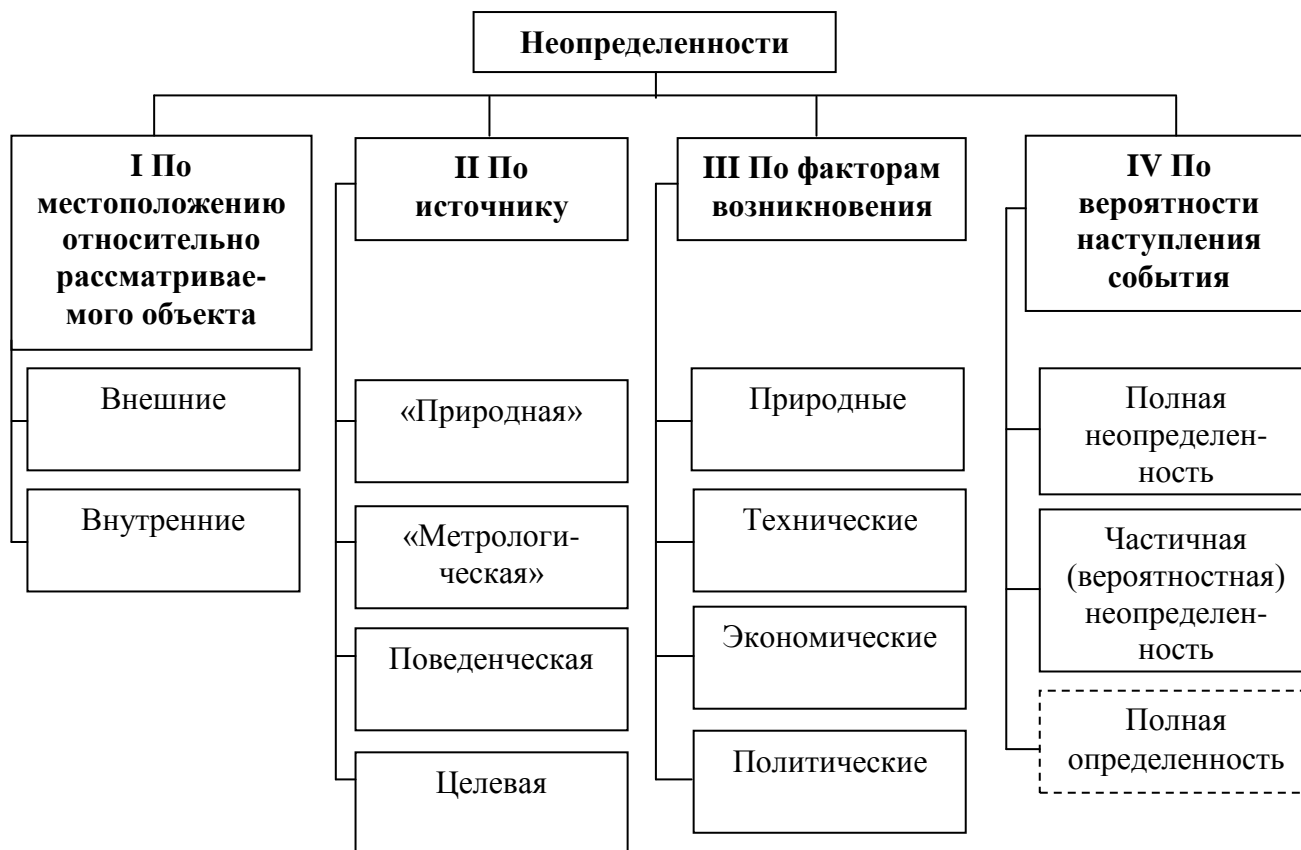 Неопределенности
I По
местоположению
относительно
рассматривае-
мого объекта
Внешние
Внутренние
II По
источнику
«Природная»
«Метрологи-
ческая»
Поведенческая
Целевая
III По факторам
возникновения
Природные
Технические
Экономические
Политические
IV По
вероятности
наступления
события
Полная
неопределен-
ность
Частичная
(вероятностная)
неопределен-
ность
Полная
определенность